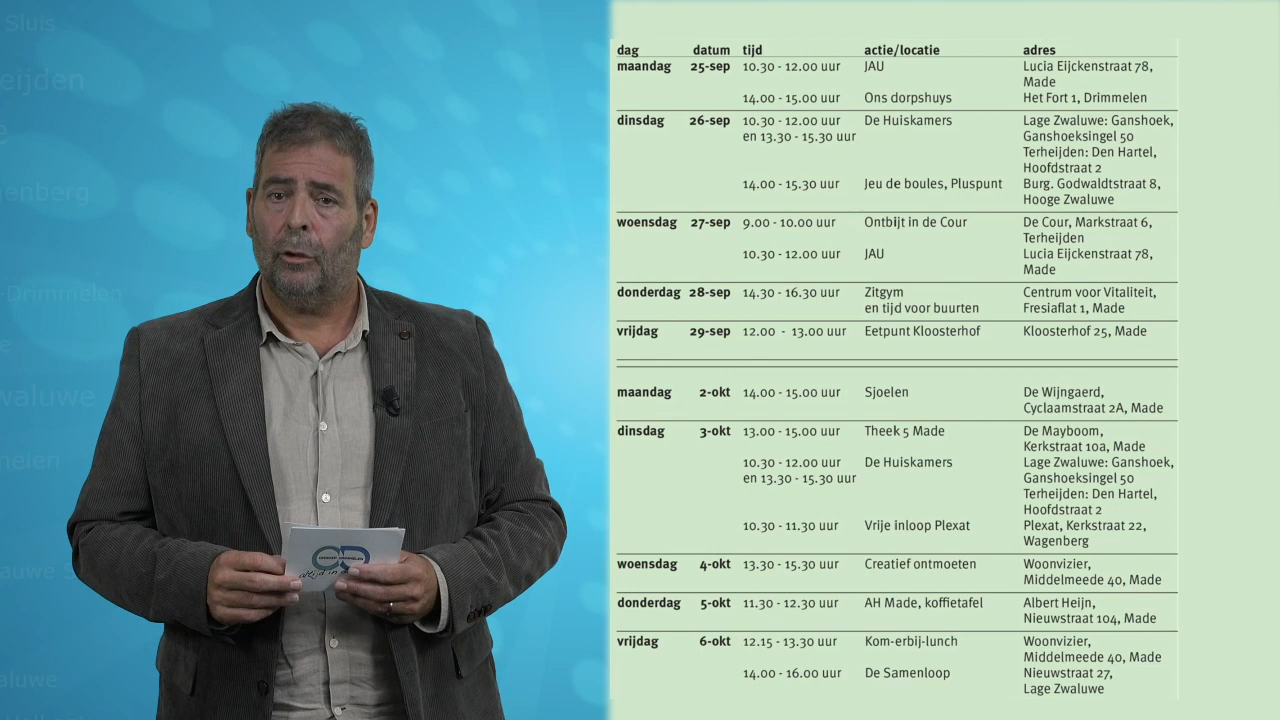 Sluis
eijden
e
enberg
-Drimmelen
e
waluwe
melen
auwe S
aluwe
altijd in
dag datum tijd actie/locatie adres
maandag 25-sep 10.30 - 12.00 uur JAU Lucia Eijckenstraat 78,
Made
14.00 - 15.00 uur Ons dorpshuys Het Fort 1, Drimmelen
dinsdag 26-sep 10.30 - 12.00 uur De Huiskamers Lage Zwaluwe: Ganshoek,
en 13.30 - 15.30 uur Ganshoeksingel 50
Terheijden: Den Hartel,
Hoofdstraat 2
14.00 - 15.30 uur Jeu de boules, Pluspunt Burg. Godwaldtstraat 8,
Hooge Zwaluwe
woensdag 27-sep 9.00 - 10.00 uur Ontbijt in de Cour De Cour, Markstraat 6,
Terheijden
10.30 - 12.00 uur JAU Lucia Eijckenstraat 78,
Made
donderdag 28-sep 14.30 - 16.30 uur Zitgym Centrum voor Vitaliteit,
en tijd voor buurten Fresiaflat 1, Made
vrijdag 29-sep 12.00 - 13.00 uur Eetpunt Kloosterhof Kloosterhof 25, Made
maandag 2-okt 14.00 - 15.00 uur Sjoelen De Wijngaerd,
Cyclaamstraat 2A, Made
dinsdag 3-okt 13.00 - 15.00 uur Theek 5 Made De Mayboom,
Kerkstraat 10a, Made
10.30 - 12.00 uur De Huiskamers Lage Zwaluwe: Ganshoek,
en 13.30 - 15.30 uur Ganshoeksingel 50
Terheijden: Den Hartel,
Hoofdstraat 2
10.30 - 11.30 uur Vrije inloop Plexat Plexat, Kerkstraat 22,
Wagenberg
woensdag 4-okt 13.30 - 15.30 uur Creatief ontmoeten Woonvizier,
Middelmeede 40, Made
donderdag 5-okt 11.30 - 12.30 uur AH Made, koffietafel Albert Heijn,
Nieuwstraat 104, Made
vrijdag 6-okt 12.15 - 13.30 uur Kom-erbij-lunch Woonvizier,
Middelmeede 40, Made
14.00 - 16.00 uur De Samenloop Nieuwstraat 27,
Lage Zwaluwe